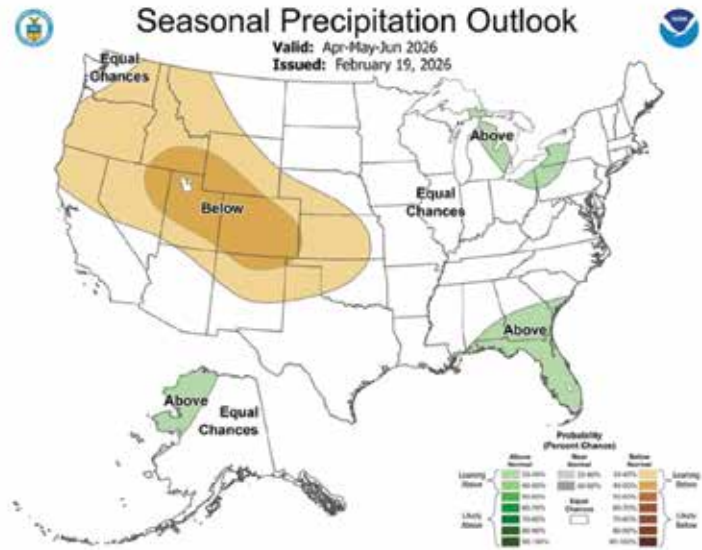 Seasonal Precipitation Outlook
Valid: Apr-May-Jun 2026
Issued: February 19, 2026
Equal
Chances
Above
Below
Equal
Chances
Above
Above
Equal
Chances
Probability
(Percent Chance)
Above
Normal
Near
Normal
Below
Normal
Leaning
Above
Likely
Above
Equal
Chances
Leaning
Below
Likely
Below